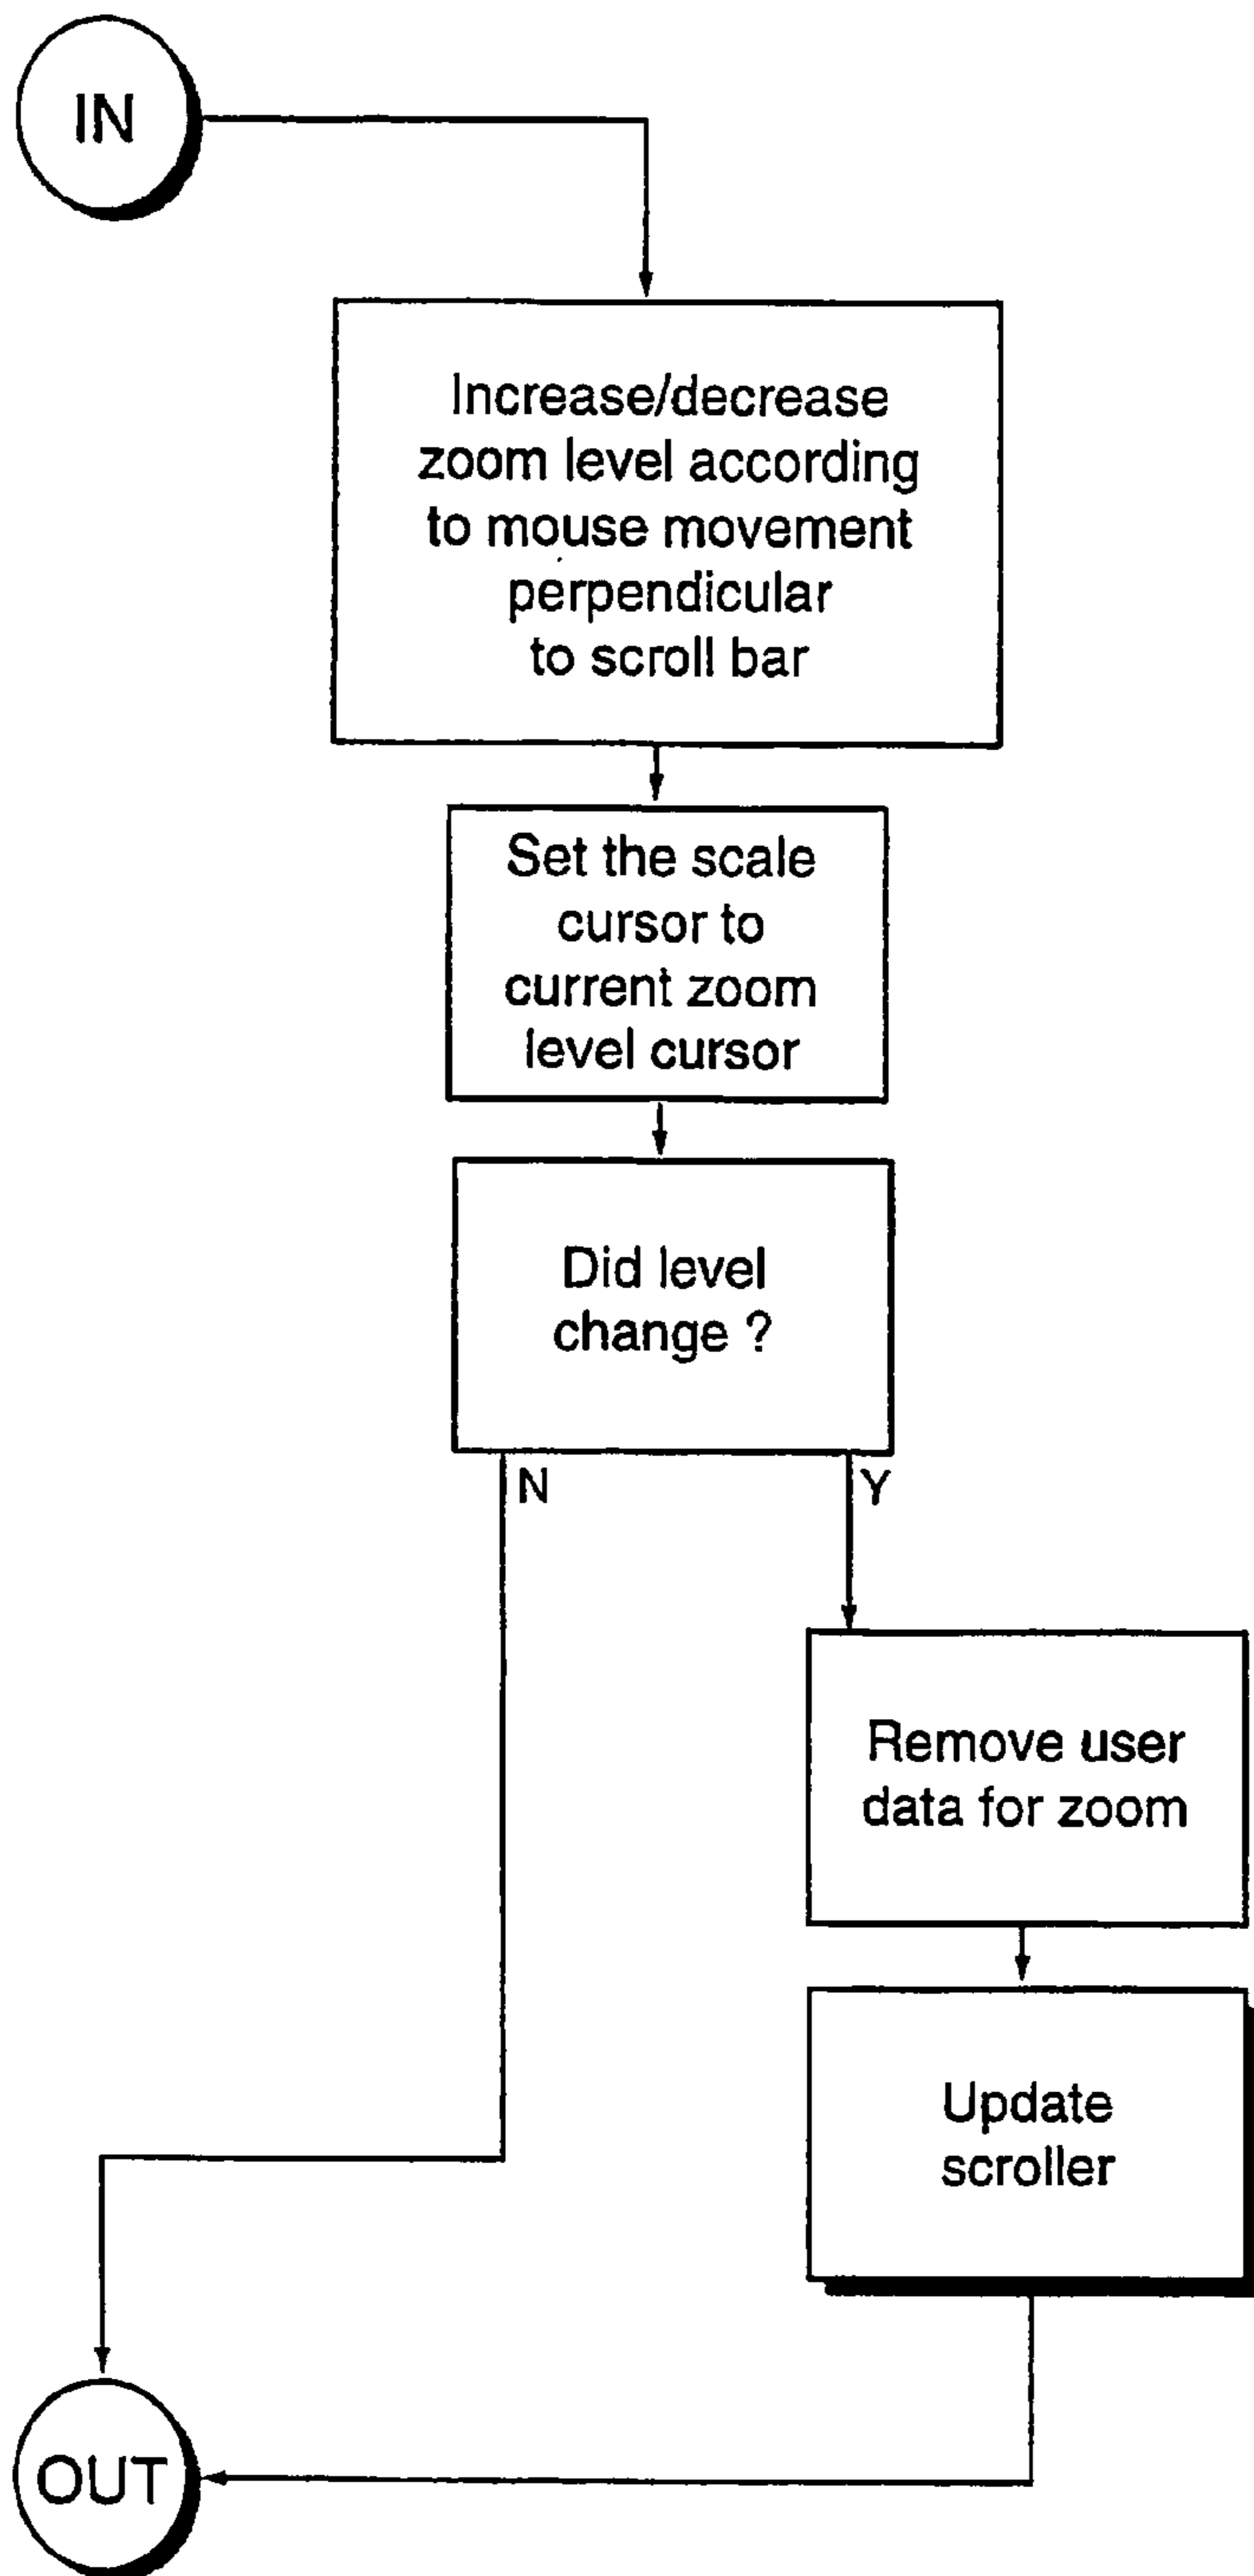 IN
Increase/decrease
zoom level according
to mouse movement
perpendicular
to scroll bar
Set the scale
cursor to
current zoom
level cursor
Did level
change ?
N
Y
Remove user
data for zoom
Update
scroller
OUT